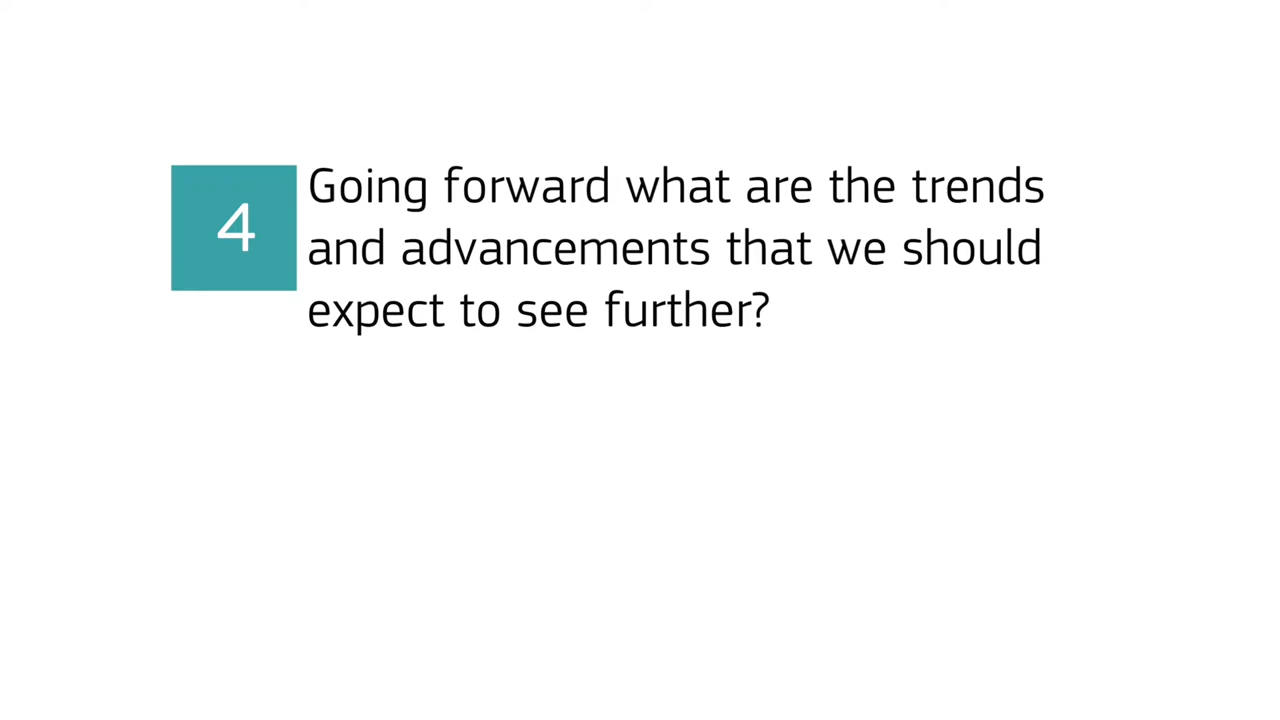 4
Going forward what are the trends
and advancements that we should
expect to see further?